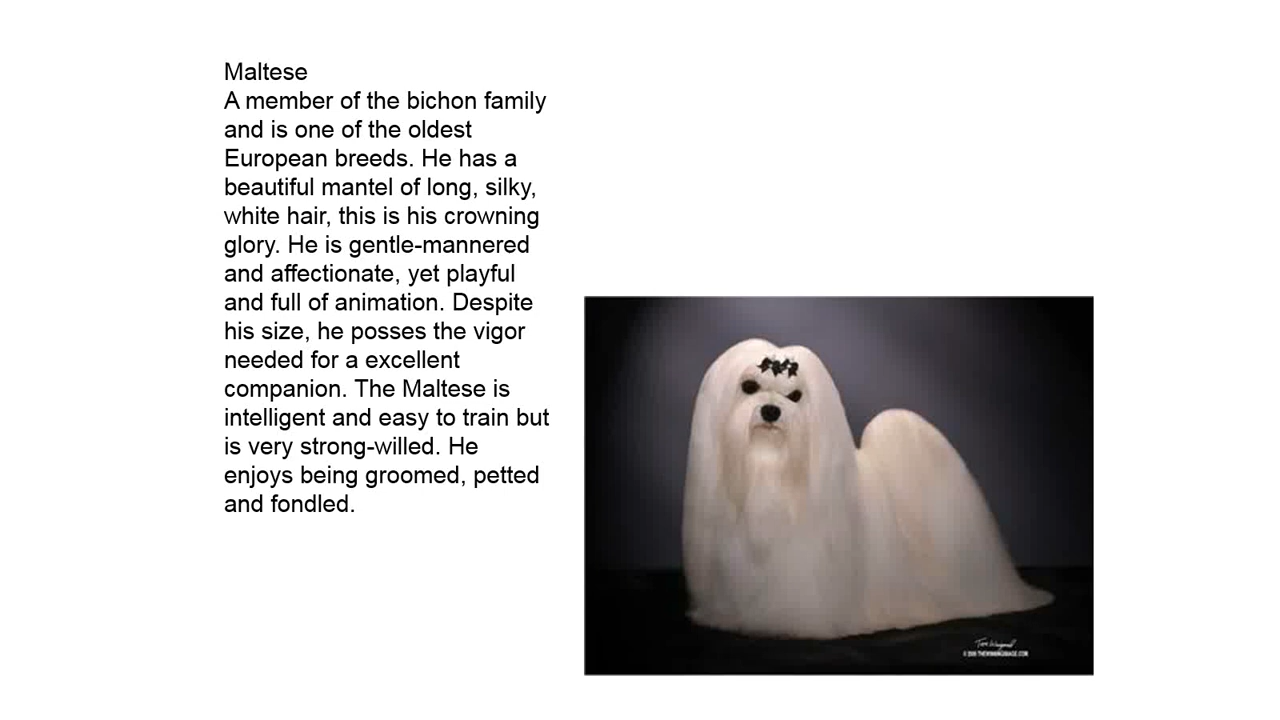 Maltese
A member of the bichon family
and is one of the oldest
European breeds. He has a
beautiful mantel of long, silky,
white hair, this is his crowning
glory. He is gentle-mannered
and affectionate, yet playful
and full of animation. Despite
his size, he posses the vigor
needed for a excellent
companion. The Maltese is
intelligent and easy to train but
is very strong-willed. He
enjoys being groomed, petted
and fondled.
THEWINNINGIMAGE.COM